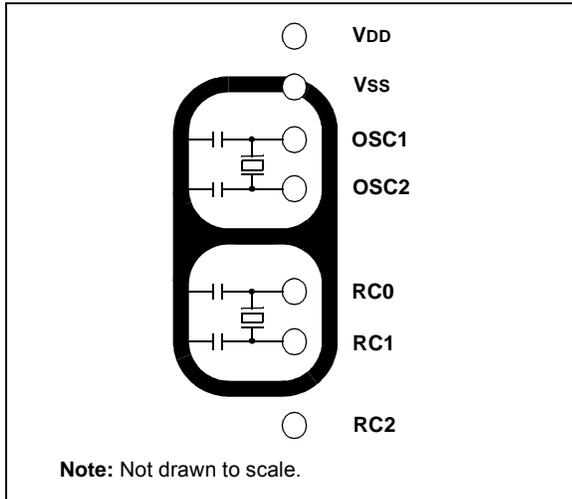 VDD
VSS
OSC1
OSC2
RC0
RC1
RC2
Note: Not drawn to scale.